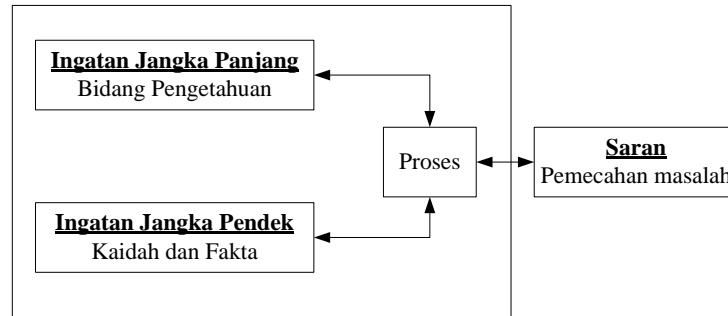 Ingatan Jangka Panjang
Bidang Pengetahuan
Proses
Saran
Pemecahan masalah
Ingatan Jangka Pendek
Kaidah dan Fakta